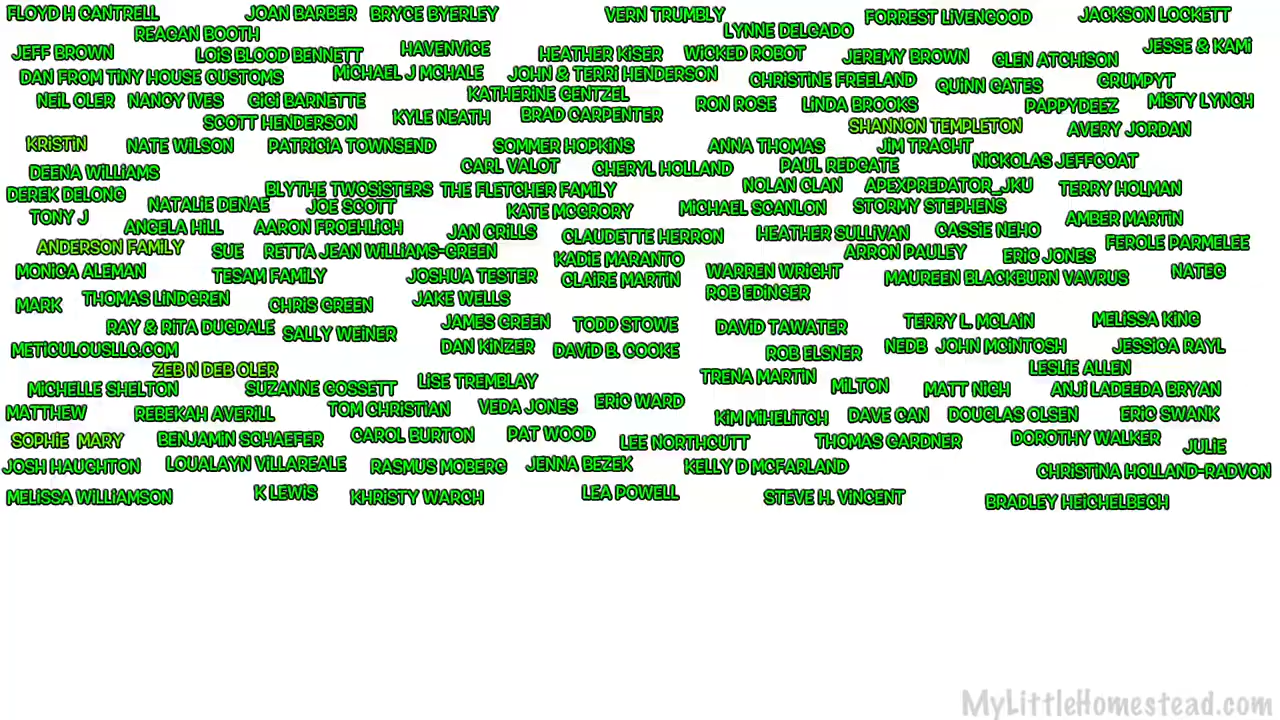 FLOYD H CANTRELL JOAN BARBER BRYCE BYERLEY VERN TRUMBLY FORREST LIVENGOOD JACKSON LOCKETT
REAGAN BOOTH LYNNE DELGADO
JEFF BROWN LOIS BLOOD BENNETT HAVENVICE HEATHER KISER WICKED ROBOT JEREMY BROWN GLEN ATCHISON JESSE & KAMI
DAN FROM TINY HOUSE CUSTOMS MICHAEL J MCHALE JOHN & TERRI HENDERSON CHRISTINE FREELAND QUINN GATES GRUMPYT
NEIL OLER NANCY IVES GIGI BARNETTE KATHERINE GENTZEL RON ROSE LINDA BROOKS PAPPYDEEZ MISTY LYNCH
SCOTT HENDERSON KYLE NEATH BRAD CARPENTER SHANNON TEMPLETON AVERY JORDAN
KRISTIN NATE WILSON PATRICIA TOWNSEND SOMMER HOPKINS ANNA THOMAS JIM TRACHT
DEENA WILLIAMS CARL VALOT CHERYL HOLLAND PAUL REDGATE NICKOLAS JEFFCOAT
DEREK DELONG BLYTHE TWOSISTERS THE FLETCHER FAMILY NOLAN CLAN APEXPREDATOR_JKU TERRY HOLMAN
TONY J NATALIE DENAE JOE SCOTT KATE MCGRORY MICHAEL SCANLON STORMY STEPHENS AMBER MARTIN
ANGELA HILL AARON FROEHLICH JAN CRILLS CLAUDETTE HERRON HEATHER SULLIVAN CASSIE NEHO
ANDERSON FAMILY SUE RETTA JEAN WILLIAMS-GREEN KADIE MARANTO ARRON PAULEY ERIC JONES FEROLE PARMELEE
MONICA ALEMAN TESAM FAMILY JOSHUA TESTER CLAIRE MARTIN WARREN WRIGHT MAUREEN BLACKBURN VAVRUS NATEG
MARK THOMAS LINDGREN CHRIS GREEN JAKE WELLS ROB EDINGER
RAY & RITA DUGDALE SALLY WEINER JAMES GREEN TODD STOWE DAVID TAWATER TERRY L. MCLAIN MELISSA KING
METICULOUSLLC.COM DAN KINZER DAVID B. COOKE ROB ELSNER NEDB JOHN MCINTOSH JESSICA RAYL
ZEB N DEB OLER LESLIE ALLEN
MICHELLE SHELTON SUZANNE GOSSETT LISE TREMBLAY TRENA MARTIN MILTON MATT NIGH ANJI LADEEDA BRYAN
MATTHEW REBEKAH AVERILL TOM CHRISTIAN VEDA JONES ERIC WARD KIM MIHELITCH DAVE CAN DOUGLAS OLSEN ERIC SWANK
SOPHIE MARY BENJAMIN SCHAEFER CAROL BURTON PAT WOOD LEE NORTHCUTT THOMAS GARDNER DOROTHY WALKER JULIE
JOSH HAUGHTON LOUALAYN VILLAREALE RASMUS MOBERG JENNA BEZEK KELLY D MCFARLAND CHRISTINA HOLLAND-RADVON
MELISSA WILLIAMSON K LEWIS KHRISTY WARCH LEA POWELL STEVE H. VINCENT BRADLEY HEICHELBECH
MyLittleHomestead.com